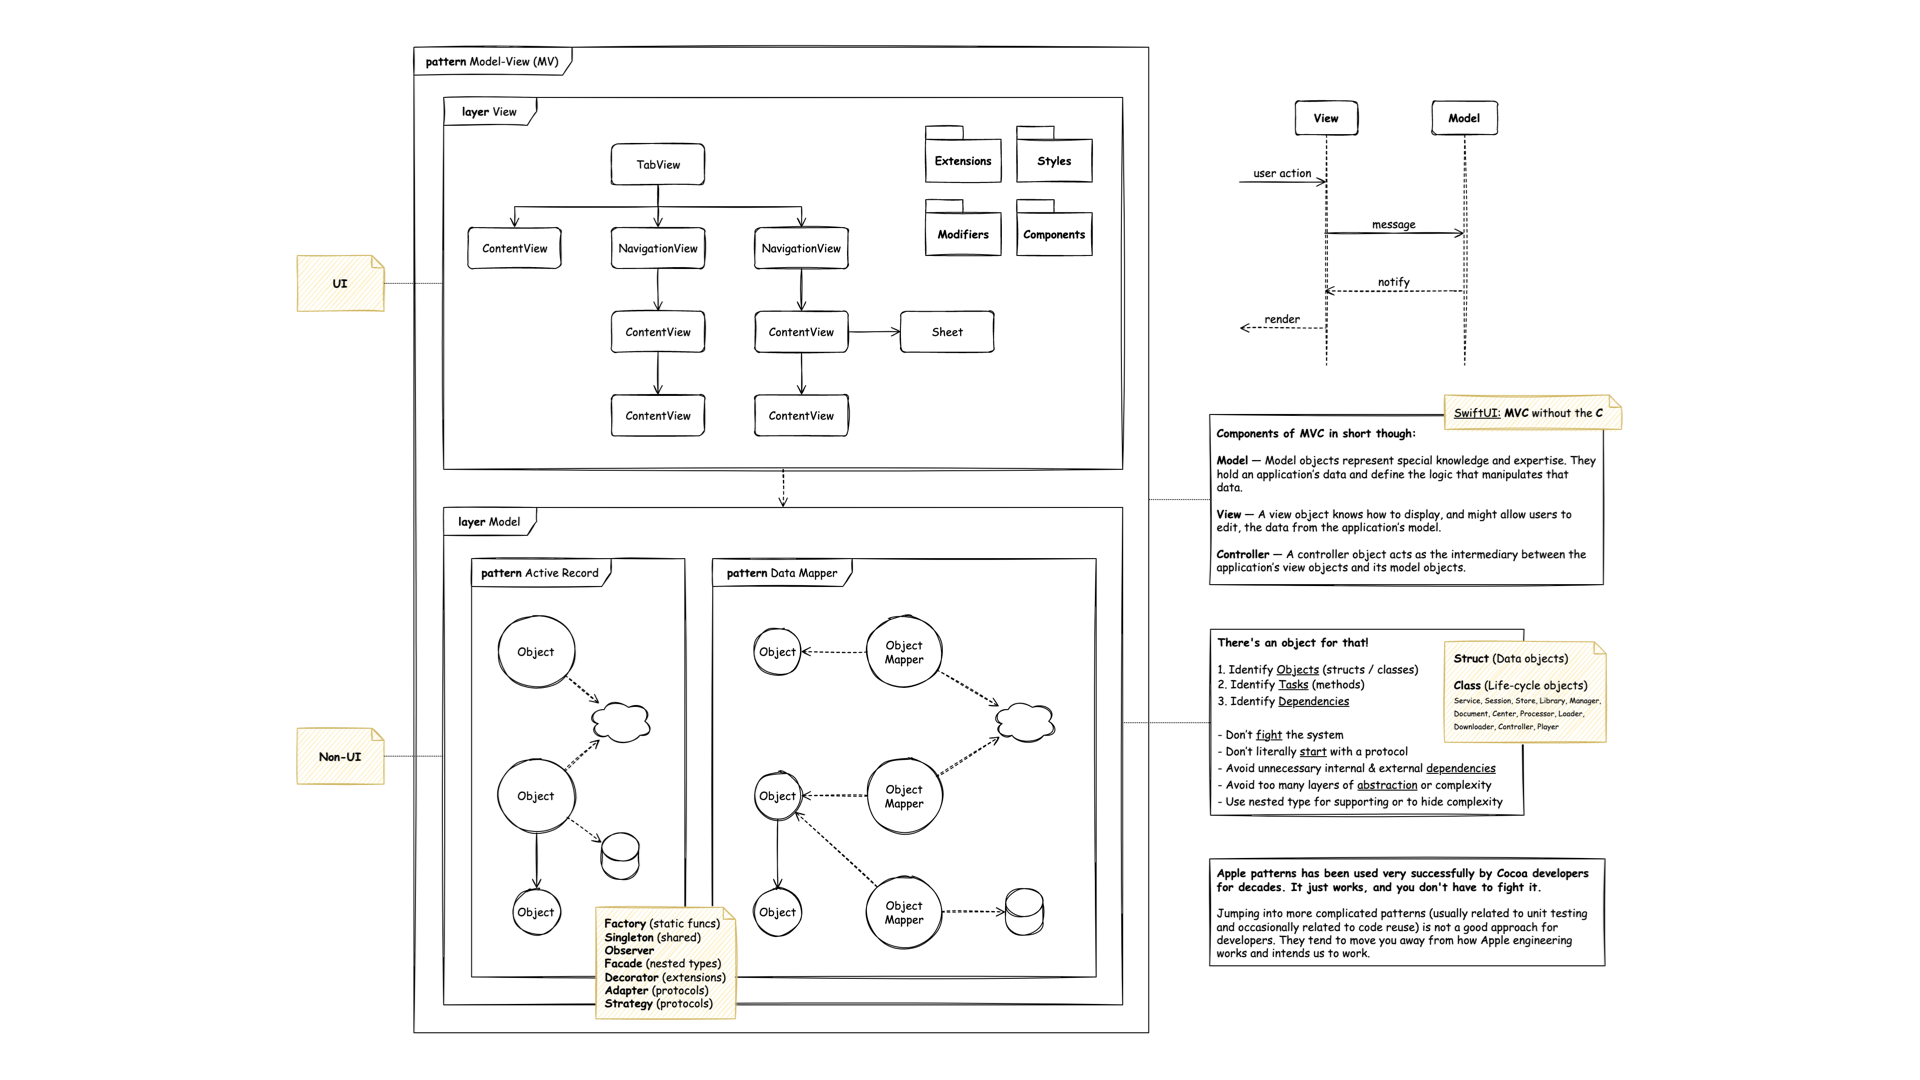 pattern Model-View (MV)
layer View
TabView
ContentView
NavigationView
NavigationView
ContentView
ContentView
Sheet
ContentView
ContentView
Extensions
Styles
Modifiers
Components
UI
layer Model
pattern Active Record
Object
Object
Object
pattern Data Mapper
Object
Object
Mapper
Object
Object
Mapper
Object
Object
Mapper
Non-UI
Factory (static funcs)
Singleton (shared)
Observer
Facade (nested types)
Decorator (extensions)
Adapter (protocols)
Strategy (protocols)
View
Model
user action
message
notify
render
SwiftUI: MVC without the C
Components of MVC in short though:
Model — Model objects represent special knowledge and expertise. They
hold an application's data and define the logic that manipulates that
data.
View — A view object knows how to display, and might allow users to
edit, the data from the application's model.
Controller — A controller object acts as the intermediary between the
application's view objects and its model objects.
There's an object for that!
1. Identify Objects (structs / classes)
2. Identify Tasks (methods)
3. Identify Dependencies
- Don't fight the system
- Don't literally start with a protocol
- Avoid unnecessary internal & external dependencies
- Avoid too many layers of abstraction or complexity
- Use nested type for supporting or to hide complexity
Struct (Data objects)
Class (Life-cycle objects)
Service, Session, Store, Library, Manager,
Document, Center, Processor, Loader,
Downloader, Controller, Player
Apple patterns has been used very successfully by Cocoa developers
for decades. It just works, and you don't have to fight it.
Jumping into more complicated patterns (usually related to unit testing
and occasionally related to code reuse) is not a good approach for
developers. They tend to move you away from how Apple engineering
works and intends us to work.